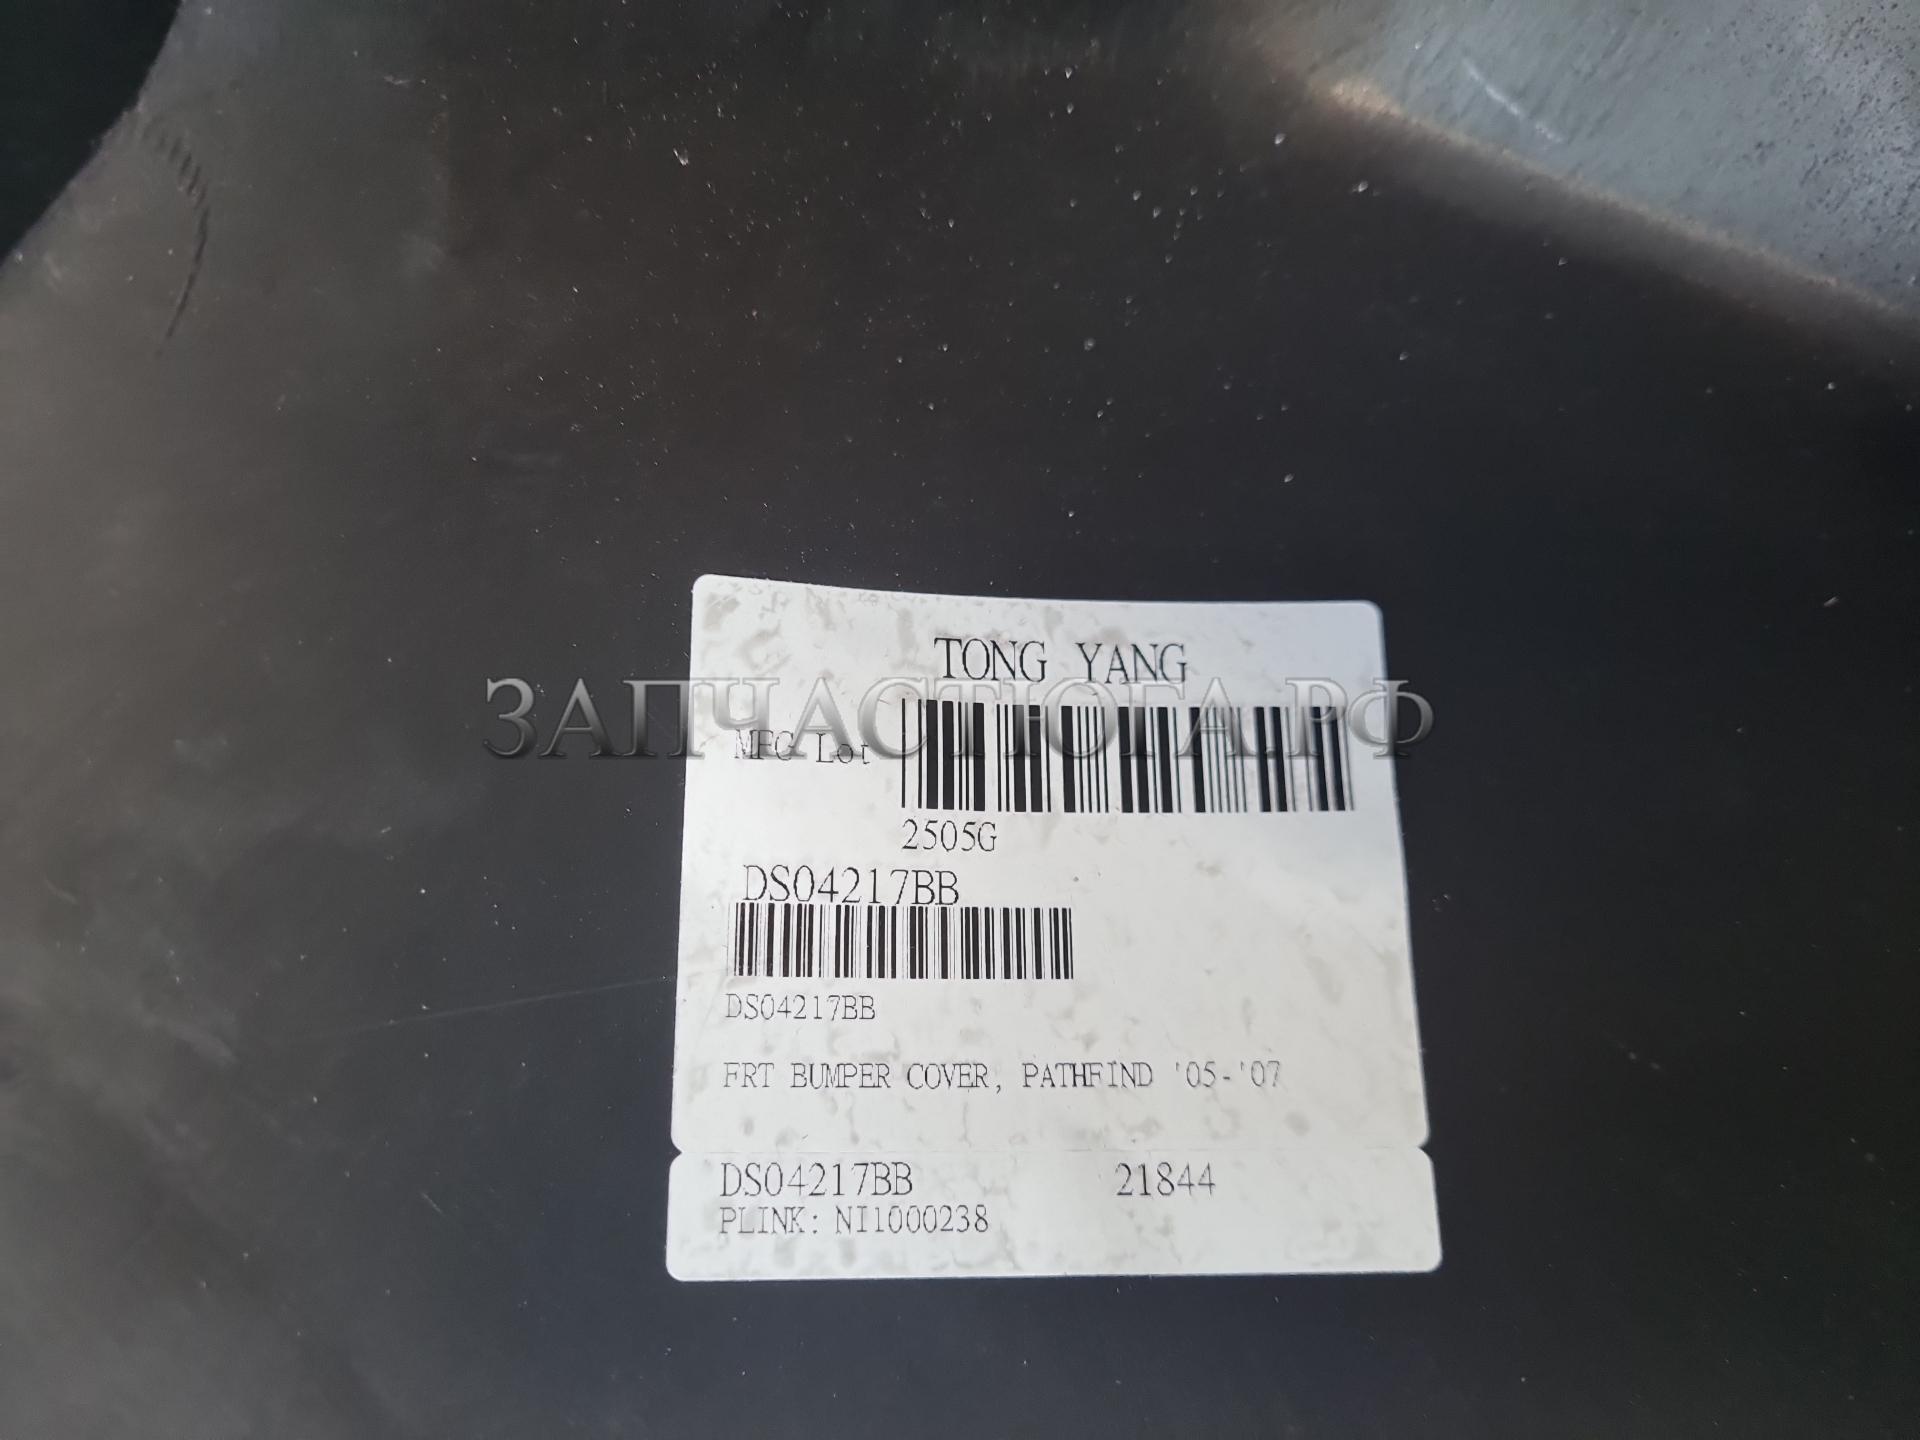 TONG YANG
ЗАПЧАСТЮГА.РФ
MFG Lot
2505G
DS04217BB
DS04217BB
FRT BUMPER COVER, PATHFIND '05-'07
DS04217BB 21844
PLINK: NI1000238